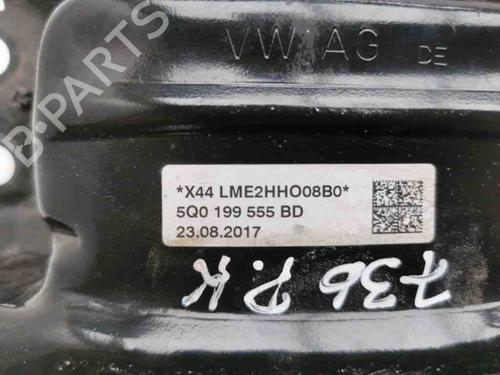 VW AG DE
B-PARTS
*X44 LME2HHO08B0*
5Q0 199 555 BD
23.08.2017
736 P.K